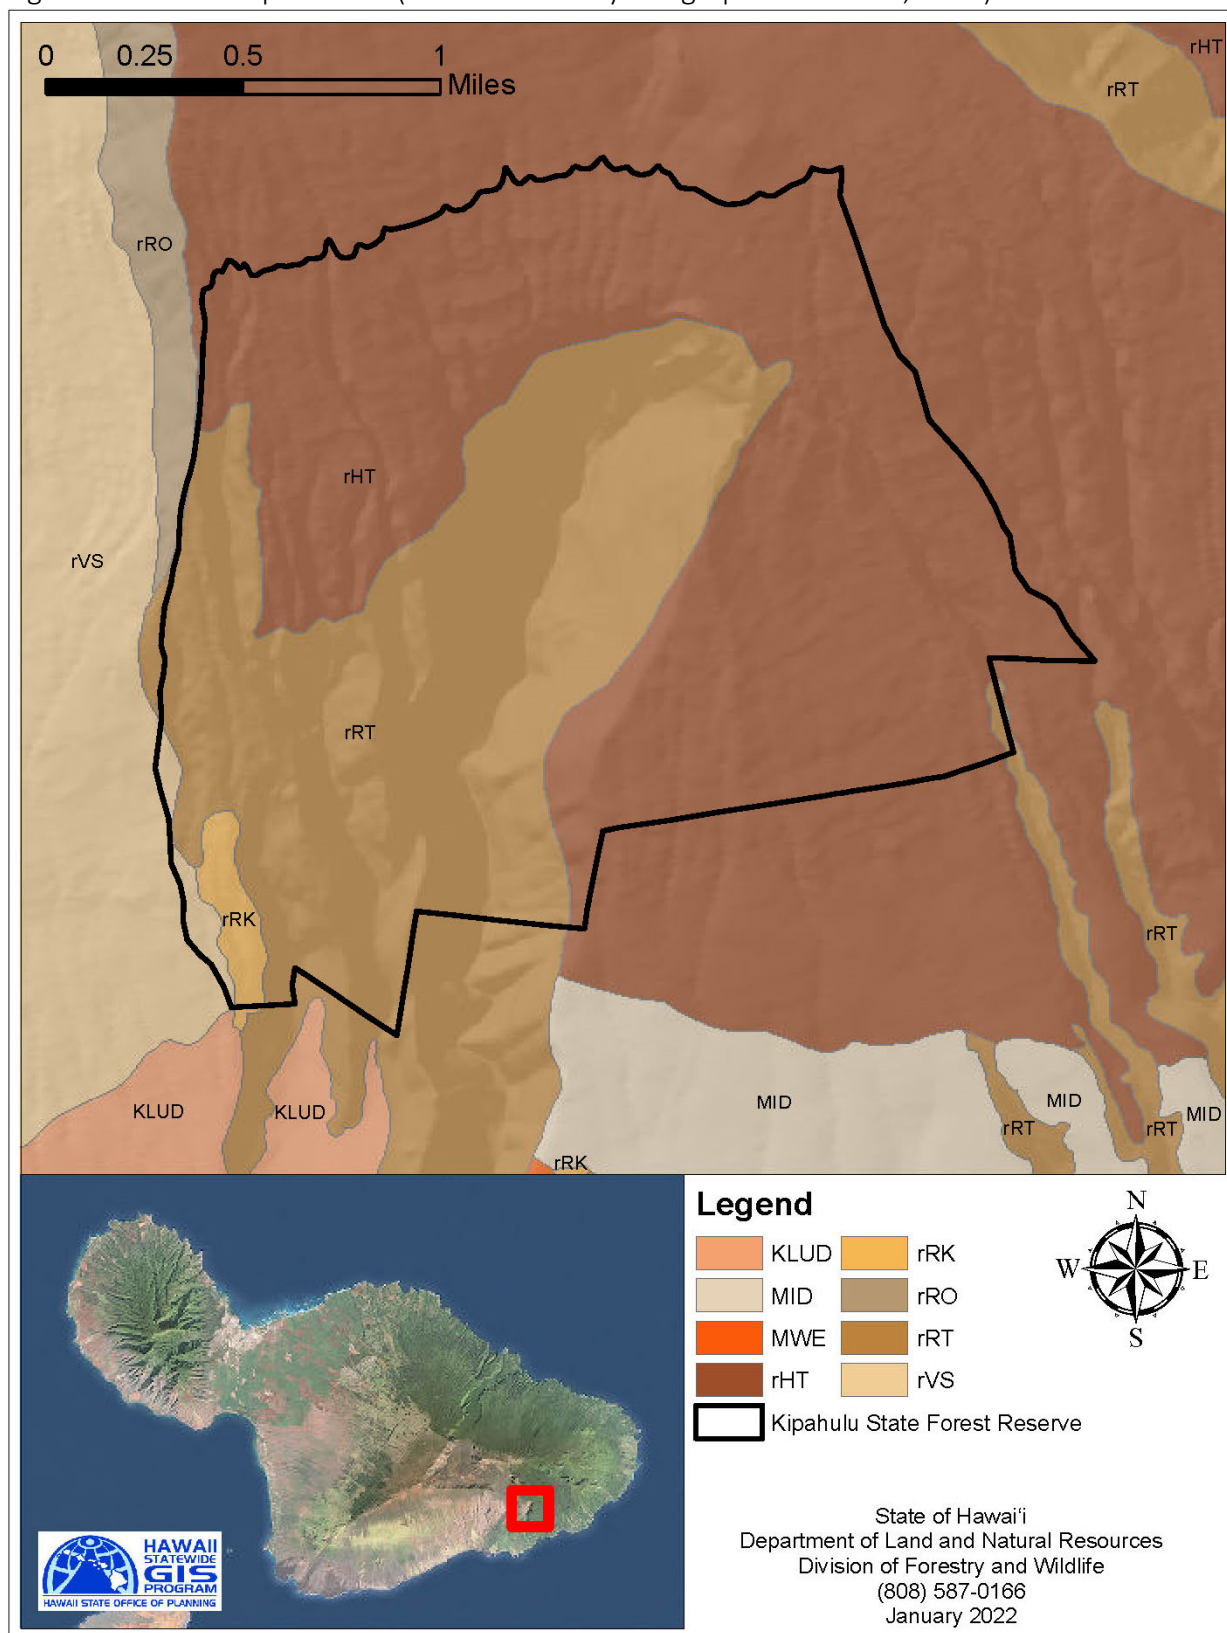 0 0.25 0.5 1
Miles
rHT
rRT
rRO
rHT
rVS
rRT
rRK
rRT
KLUD
KLUD
MID
MID
MID
rRT
rRT
rRK
Legend
KLUD
rRK
MID
rRO
MWE
rRT
rHT
rVS
Kipahulu State Forest Reserve
N
W
E
S
State of Hawai‘i
Department of Land and Natural Resources
Division of Forestry and Wildlife
(808) 587-0166
January 2022
HAWAII
STATEWIDE
GIS
PROGRAM
HAWAII STATE OFFICE OF PLANNING